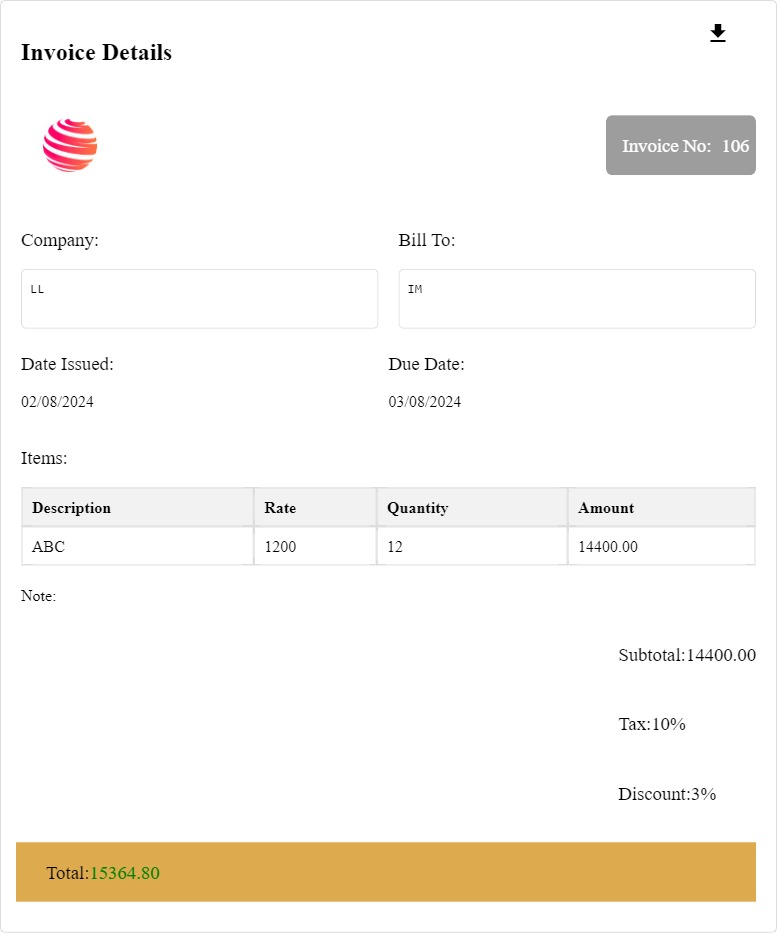 Invoice Details
Invoice No: 106
Company:
Bill To:
LL
IM
Date Issued:
Due Date:
02/08/2024
03/08/2024
Items:
Description Rate Quantity Amount
ABC 1200 12 14400.00
Note:
Subtotal:14400.00
Tax:10%
Discount:3%
Total:15364.80